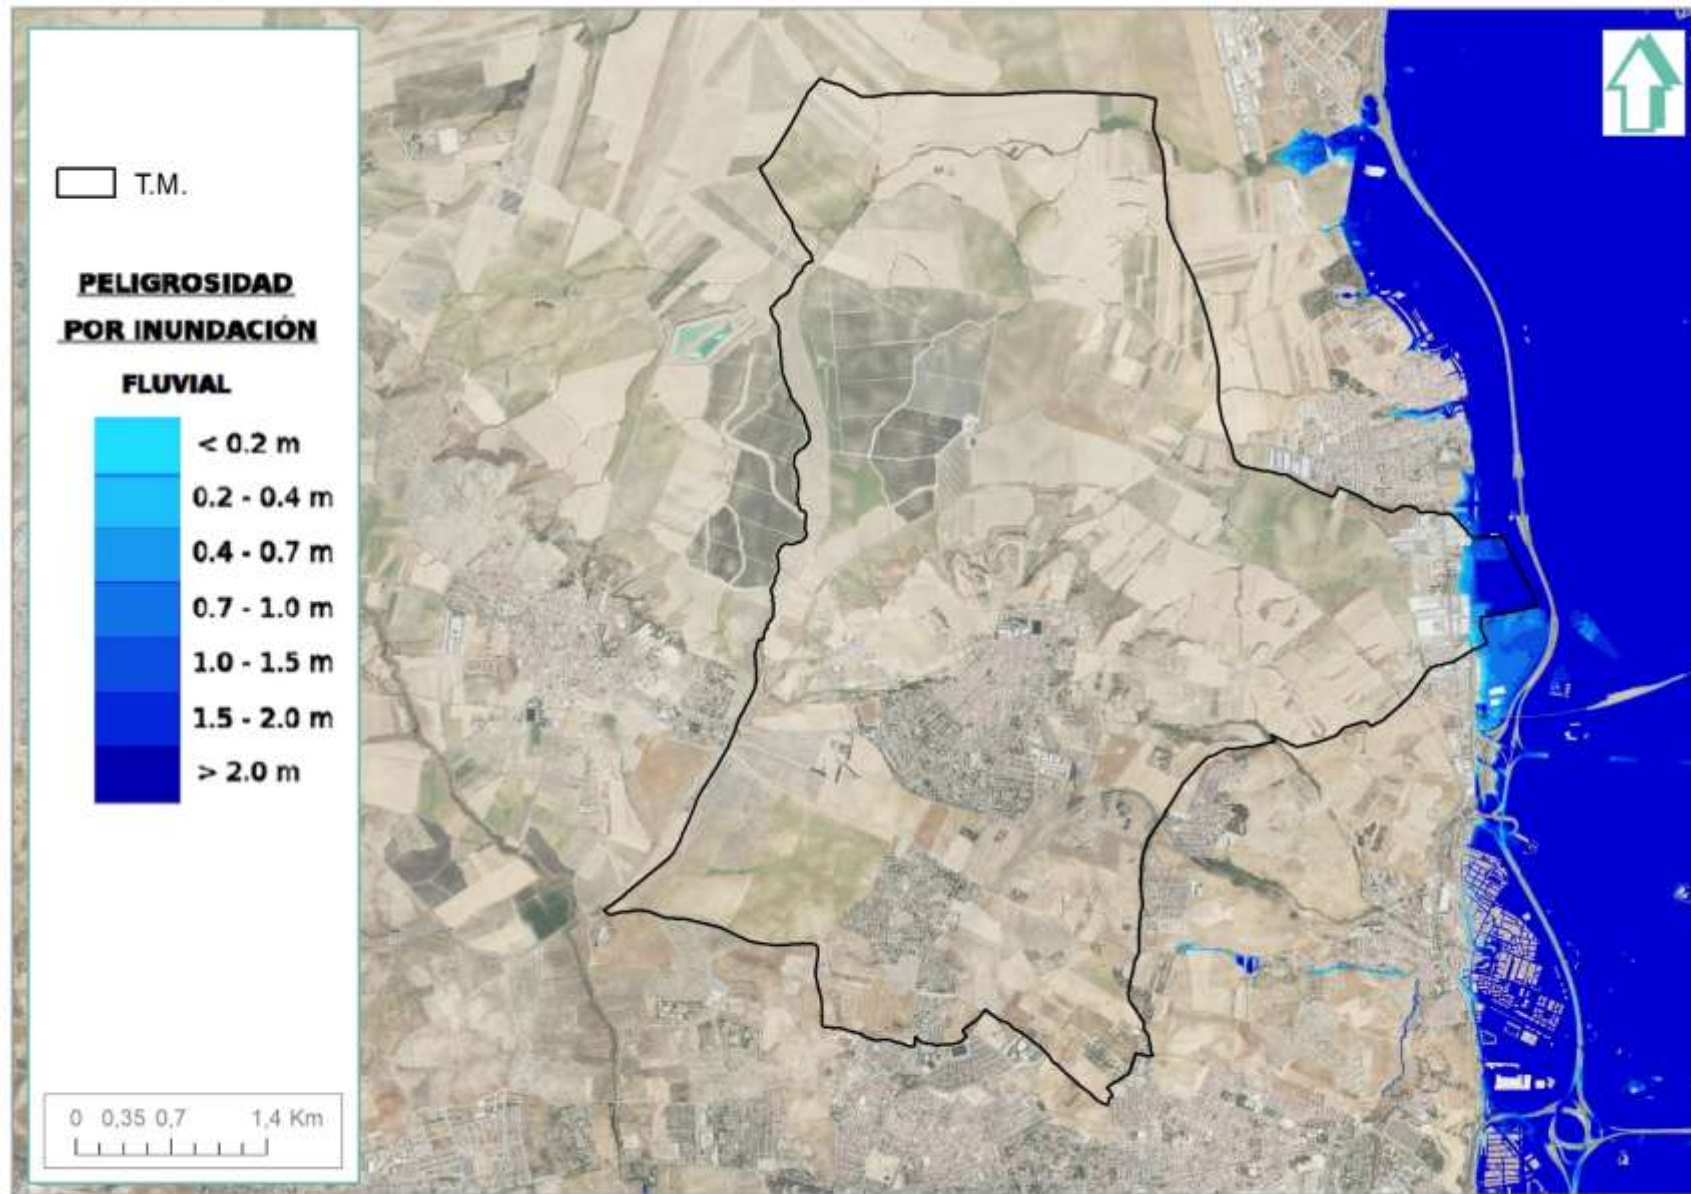 T.M.
PELIGROSIDAD
POR INUNDACIÓN
FLUVIAL
< 0.2 m
0.2 - 0.4 m
0.4 - 0.7 m
0.7 - 1.0 m
1.0 - 1.5 m
1.5 - 2.0 m
> 2.0 m
0 0,35 0,7 1,4 Km